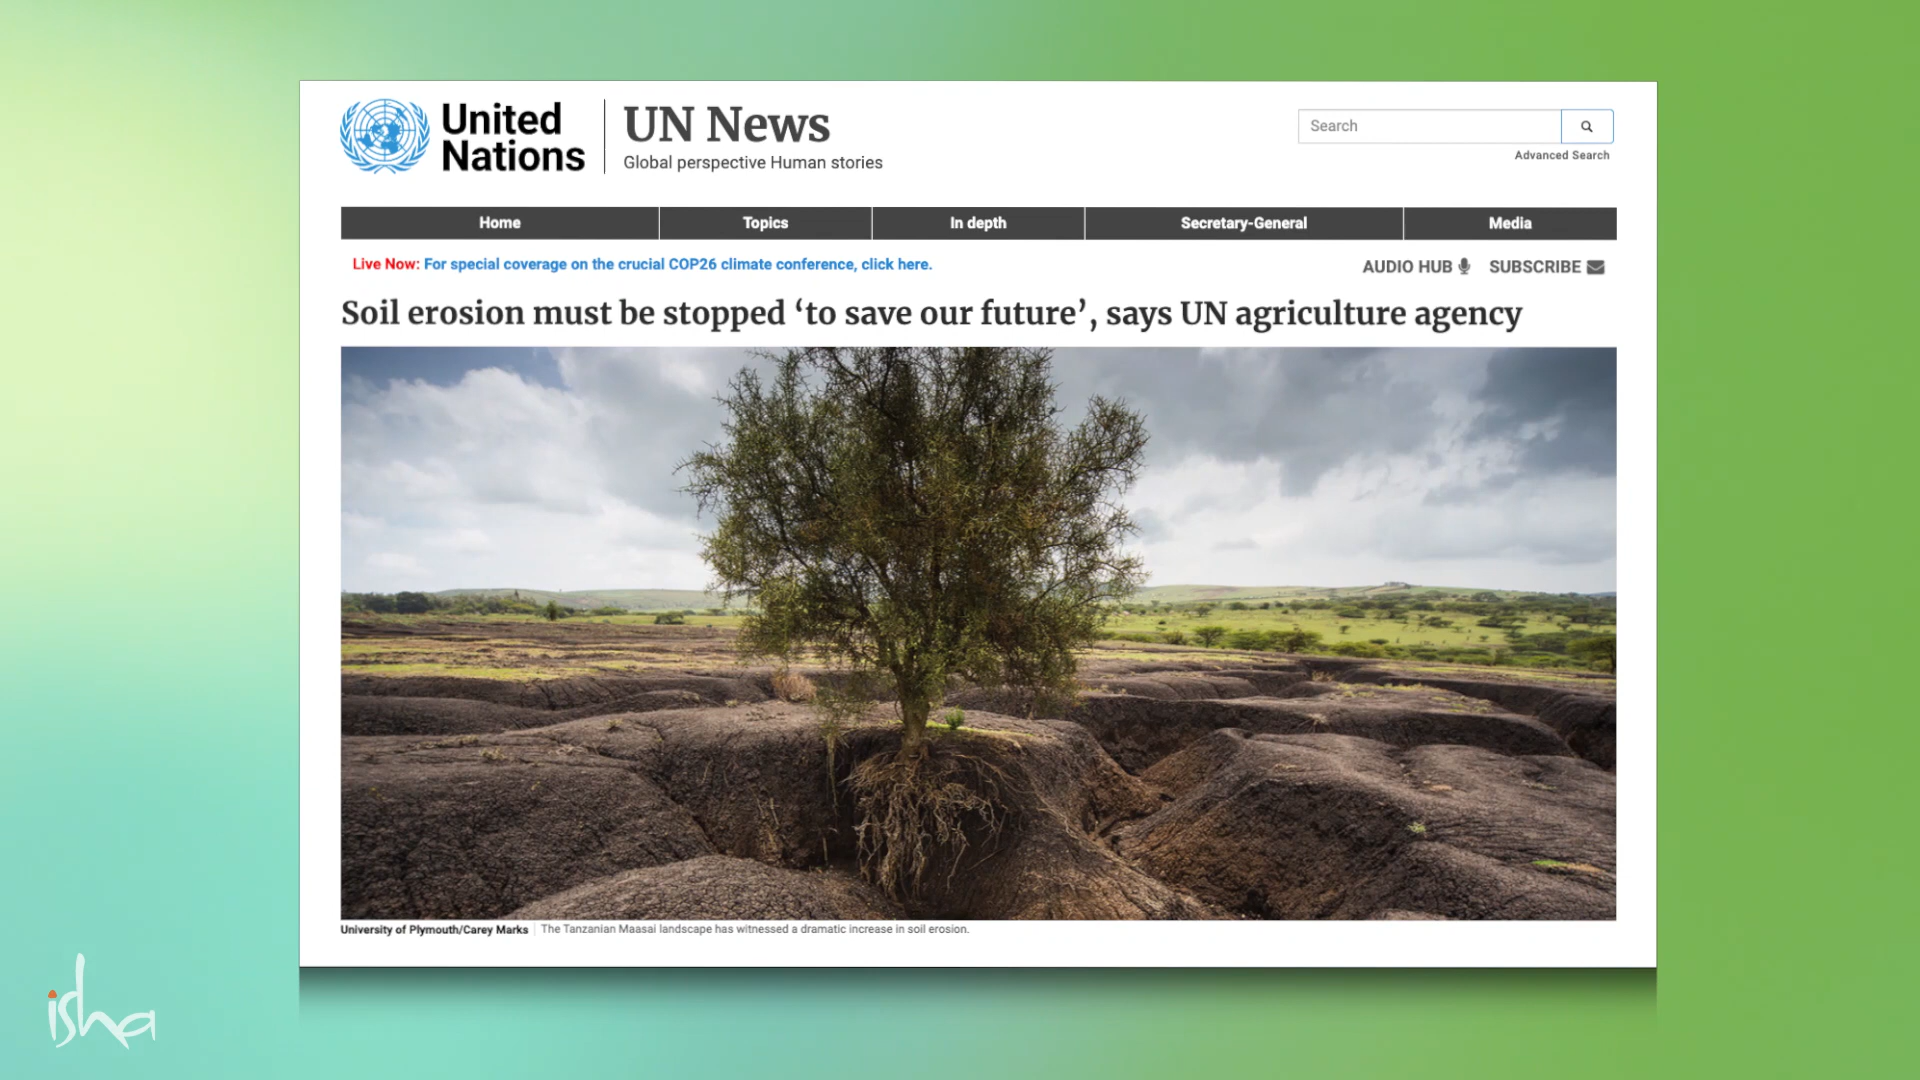 United
Nations
UN News
Global perspective Human stories
Search
Advanced Search
Home
Topics
In depth
Secretary-General
Media
Live Now: For special coverage on the crucial COP26 climate conference, click here.
AUDIO HUB
SUBSCRIBE
Soil erosion must be stopped ‘to save our future’, says UN agriculture agency
University of Plymouth/Carey Marks
The Tanzanian Maasai landscape has witnessed a dramatic increase in soil erosion.
isha